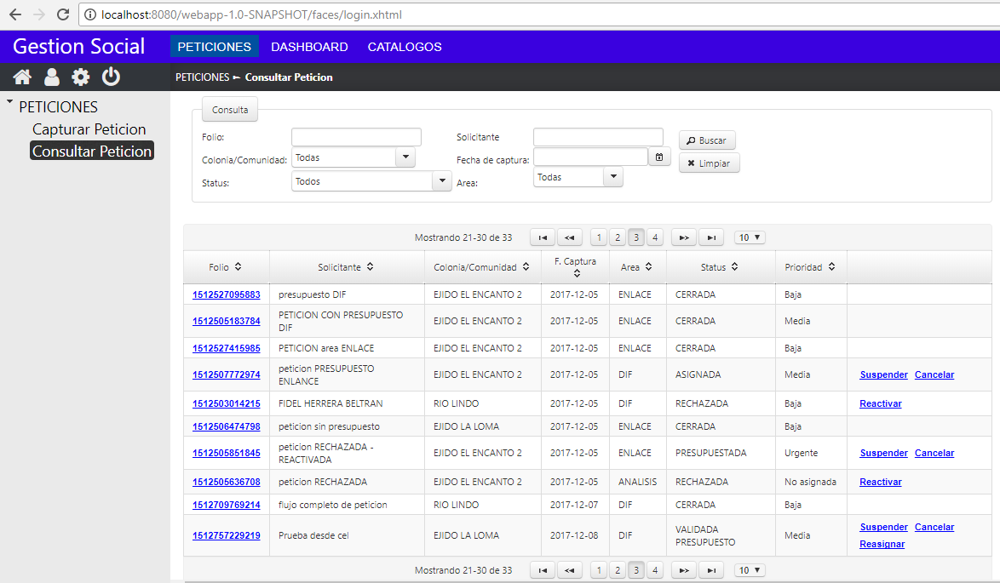 localhost:8080/webapp-1.0-SNAPSHOT/faces/login.xhtml
Gestion Social PETICIONES DASHBOARD CATALOGOS
PETICIONES ► Consultar Peticion
PETICIONES
Capturar Peticion
Consultar Peticion
Consulta
Folio: Solicitante Buscar
Colonia/Comunidad: Todas Fecha de captura: Limpiar
Status: Todos Area: Todas
Mostrando 21-30 de 33 1 2 3 4 10
Folio Solicitante Colonia/Comunidad F. Captura Area Status Prioridad
1512527095883 presupuesto DIF EJIDO EL ENCANTO 2 2017-12-05 ENLACE CERRADA Baja
1512505183784 PETICION CON PRESUPUESTO DIF EJIDO EL ENCANTO 2 2017-12-05 ENLACE CERRADA Media
1512527415985 PETICION area ENLACE EJIDO EL ENCANTO 2 2017-12-05 ENLACE CERRADA Baja
1512507772974 peticion PRESUPUESTO ENLANCE EJIDO EL ENCANTO 2 2017-12-05 DIF ASIGNADA Media Suspender Cancelar
1512503014215 FIDEL HERRERA BELTRAN RIO LINDO 2017-12-05 DIF RECHAZADA Baja Reactivar
1512506474798 peticion sin presupuesto EJIDO LA LOMA 2017-12-05 ENLACE CERRADA Baja
1512505851845 peticion RECHAZADA - REACTIVADA EJIDO EL ENCANTO 2 2017-12-05 ENLACE PRESUPUESTADA Urgente Suspender Cancelar
1512505636708 peticion RECHAZADA EJIDO EL ENCANTO 2 2017-12-05 ANALISIS RECHAZADA No asignada Reactivar
1512709769214 flujo completo de peticion RIO LINDO 2017-12-07 DIF CERRADA Baja
1512757229219 Prueba desde cel EJIDO LA LOMA 2017-12-08 DIF VALIDADA PRESUPUESTO Media Suspender Cancelar Reasignar
Mostrando 21-30 de 33 1 2 3 4 10